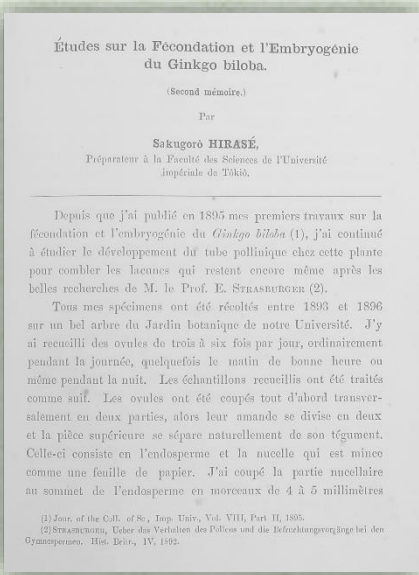 Études sur la Fécondation et l'Embryogénie
du Ginkgo biloba.
(Second mémoire.)
Par
Sakugorô HIRASÉ,
Préparateur à la Faculté des Sciences de l'Université
Impériale de Tôkiô,
Depuis que j'ai publié en 1895 mes premiers travaux sur la
fécondation et l'embryogénie du Ginkgo biloba (1), j'ai continué
à étudier le développement du tube pollinique chez cette plante
pour combler les lacunes qui restent encore même après les
belles recherches de M. le Prof. E. STRASBURGER (2).
Tous mes spécimens ont été récoltés entre 1893 et 1896
sur un bel arbre du Jardin botanique de notre Université. J'y
ai recueilli des ovules de trois à six fois par jour, ordinairement
pendant la journée, quelquefois le matin de bonne heure ou
même pendant la nuit. Les échantillons recueillis ont été traités
comme suit. Les ovules ont été coupés tout d'abord transver-
salement en deux parties, alors leur amande se divise en deux
et la pièce supérieure se sépare naturellement de son tégument.
Celle-ci consiste en l'endosperme et la nucelle qui est mince
comme une feuille de papier. J'ai coupé la partie nucellaire
au sommet de l'endosperme en morceaux de 4 à 5 millimètres
(1) Jour. of the Coll. of Sc., Imp. Univ., Vol. VIII, Part II, 1895.
(2) STRASBURGER, Ueber das Verhalten des Pollens und die Befruchtungsvorgänge bei den
Gymnospermen. Hist. Beitr., IV, 1892.